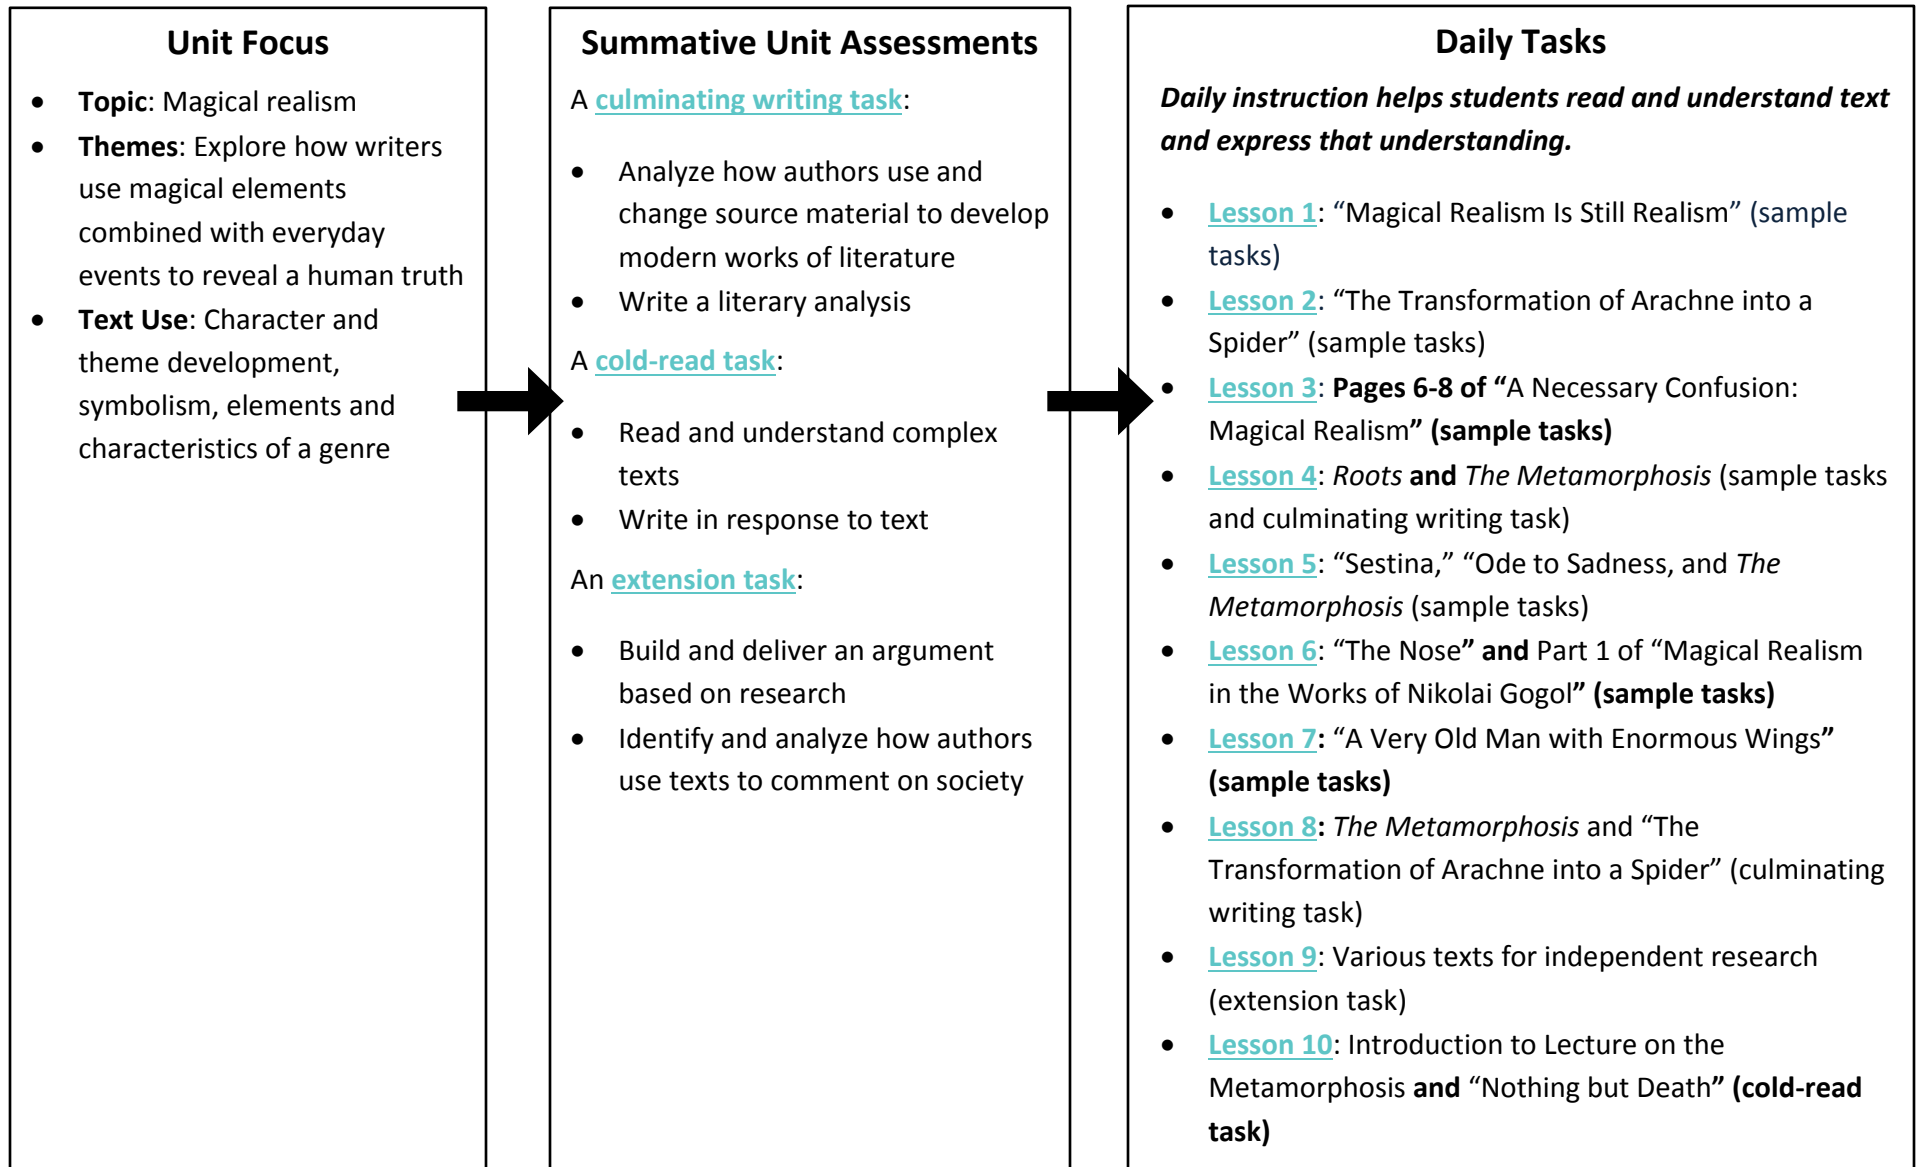 Unit Focus
• Topic: Magical realism
• Themes: Explore how writers
use magical elements
combined with everyday
events to reveal a human truth
• Text Use: Character and
theme development,
symbolism, elements and
characteristics of a genre
Summative Unit Assessments
A culminating writing task:
• Analyze how authors use and
change source material to develop
modern works of literature
• Write a literary analysis
A cold-read task:
• Read and understand complex
texts
• Write in response to text
An extension task:
• Build and deliver an argument
based on research
• Identify and analyze how authors
use texts to comment on society
Daily Tasks
Daily instruction helps students read and understand text
and express that understanding.
• Lesson 1: “Magical Realism Is Still Realism” (sample
tasks)
• Lesson 2: “The Transformation of Arachne into a
Spider” (sample tasks)
• Lesson 3: Pages 6-8 of “A Necessary Confusion:
Magical Realism” (sample tasks)
• Lesson 4: Roots and The Metamorphosis (sample tasks
and culminating writing task)
• Lesson 5: “Sestina,” “Ode to Sadness, and The
Metamorphosis (sample tasks)
• Lesson 6: “The Nose” and Part 1 of “Magical Realism
in the Works of Nikolai Gogol” (sample tasks)
• Lesson 7: “A Very Old Man with Enormous Wings”
(sample tasks)
• Lesson 8: The Metamorphosis and “The
Transformation of Arachne into a Spider” (culminating
writing task)
• Lesson 9: Various texts for independent research
(extension task)
• Lesson 10: Introduction to Lecture on the
Metamorphosis and “Nothing but Death” (cold-read
task)